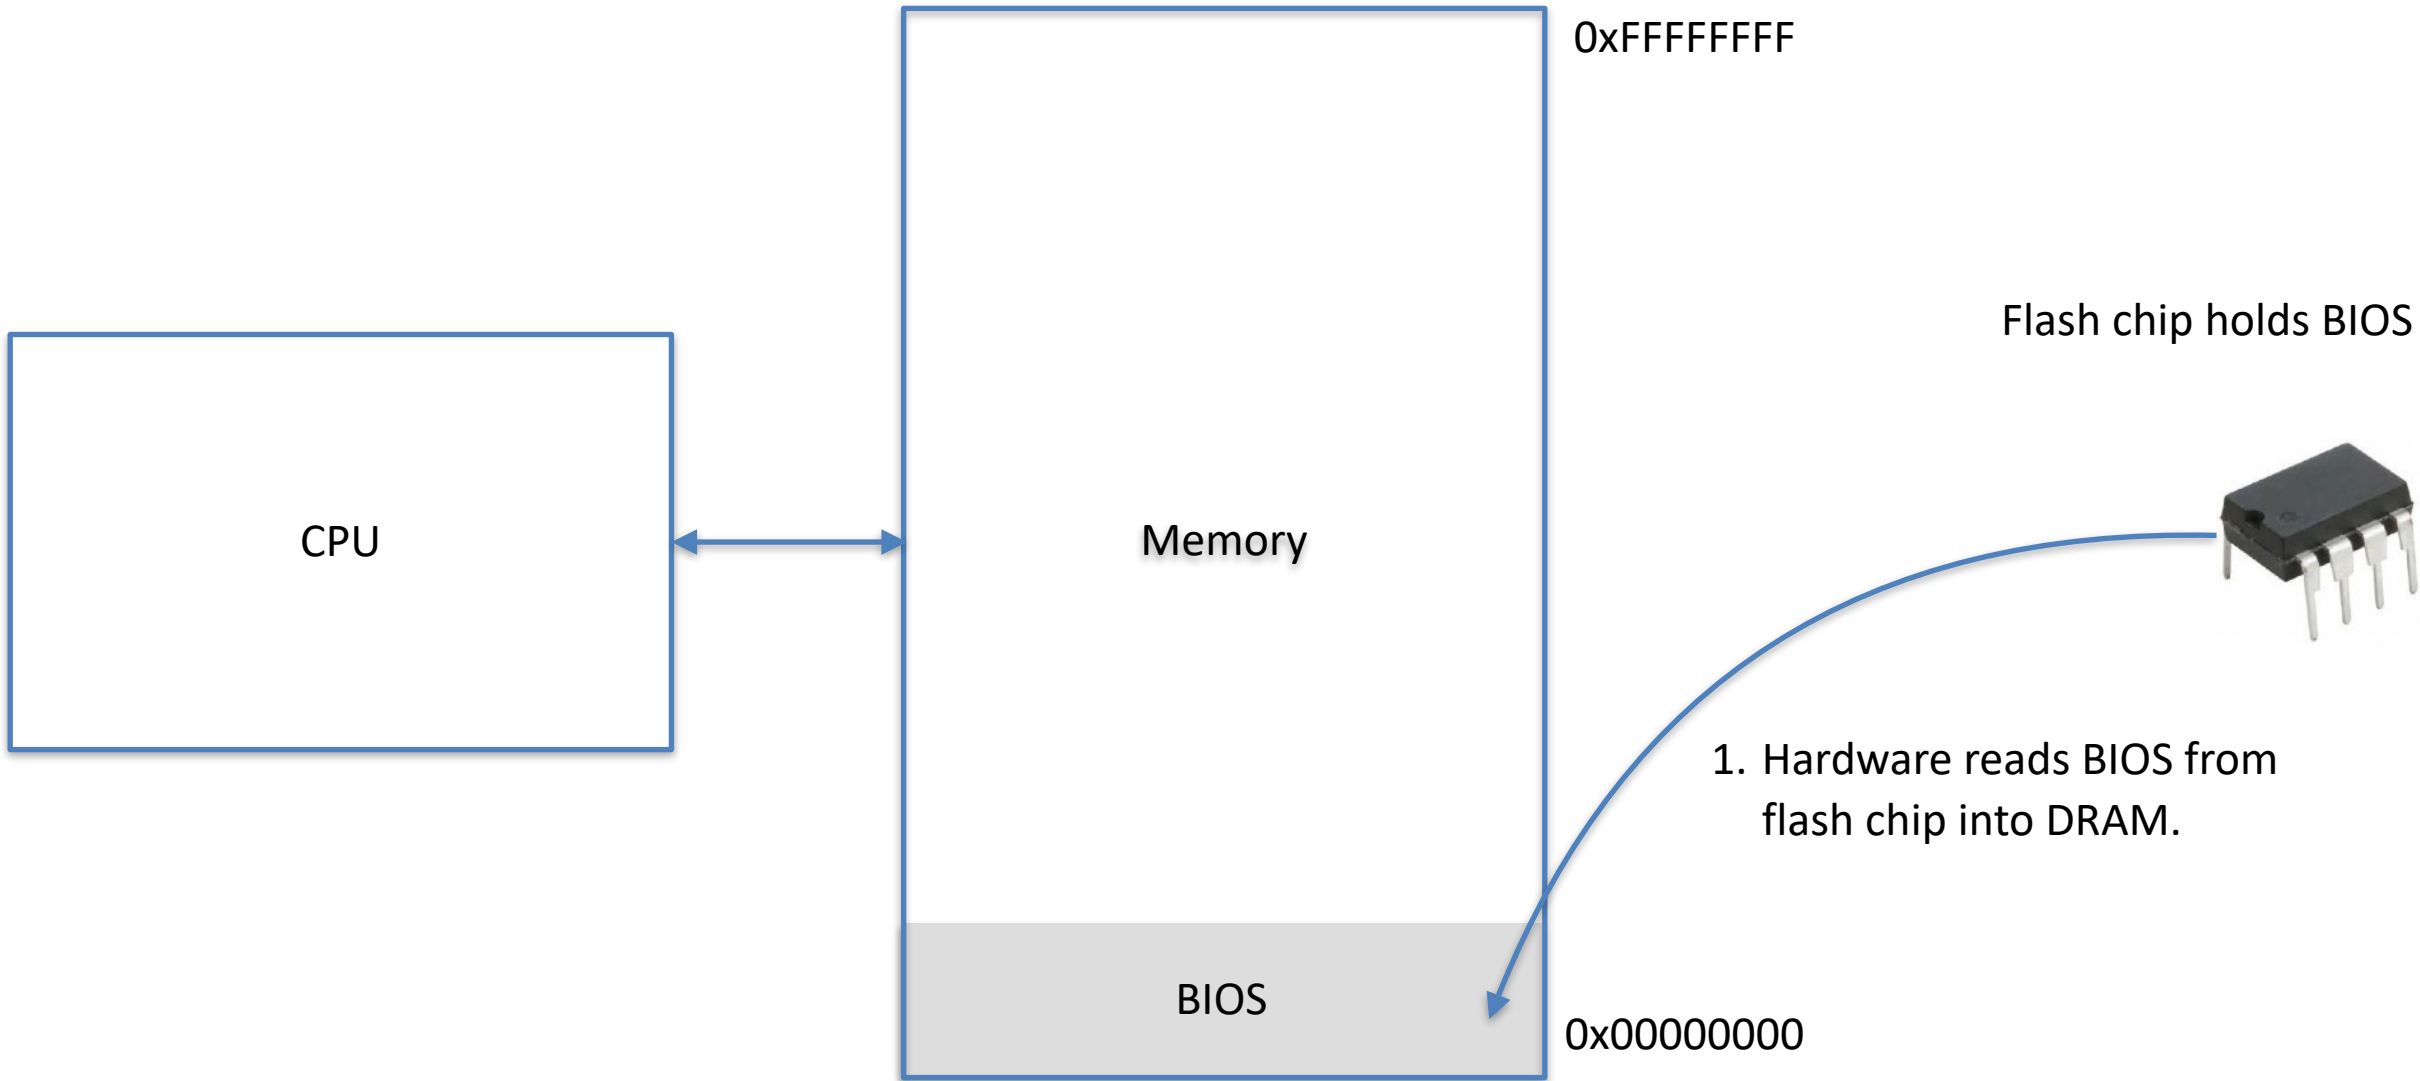 0xFFFFFFFF
Flash chip holds BIOS
CPU
Memory
1. Hardware reads BIOS from
flash chip into DRAM.
BIOS
0x00000000